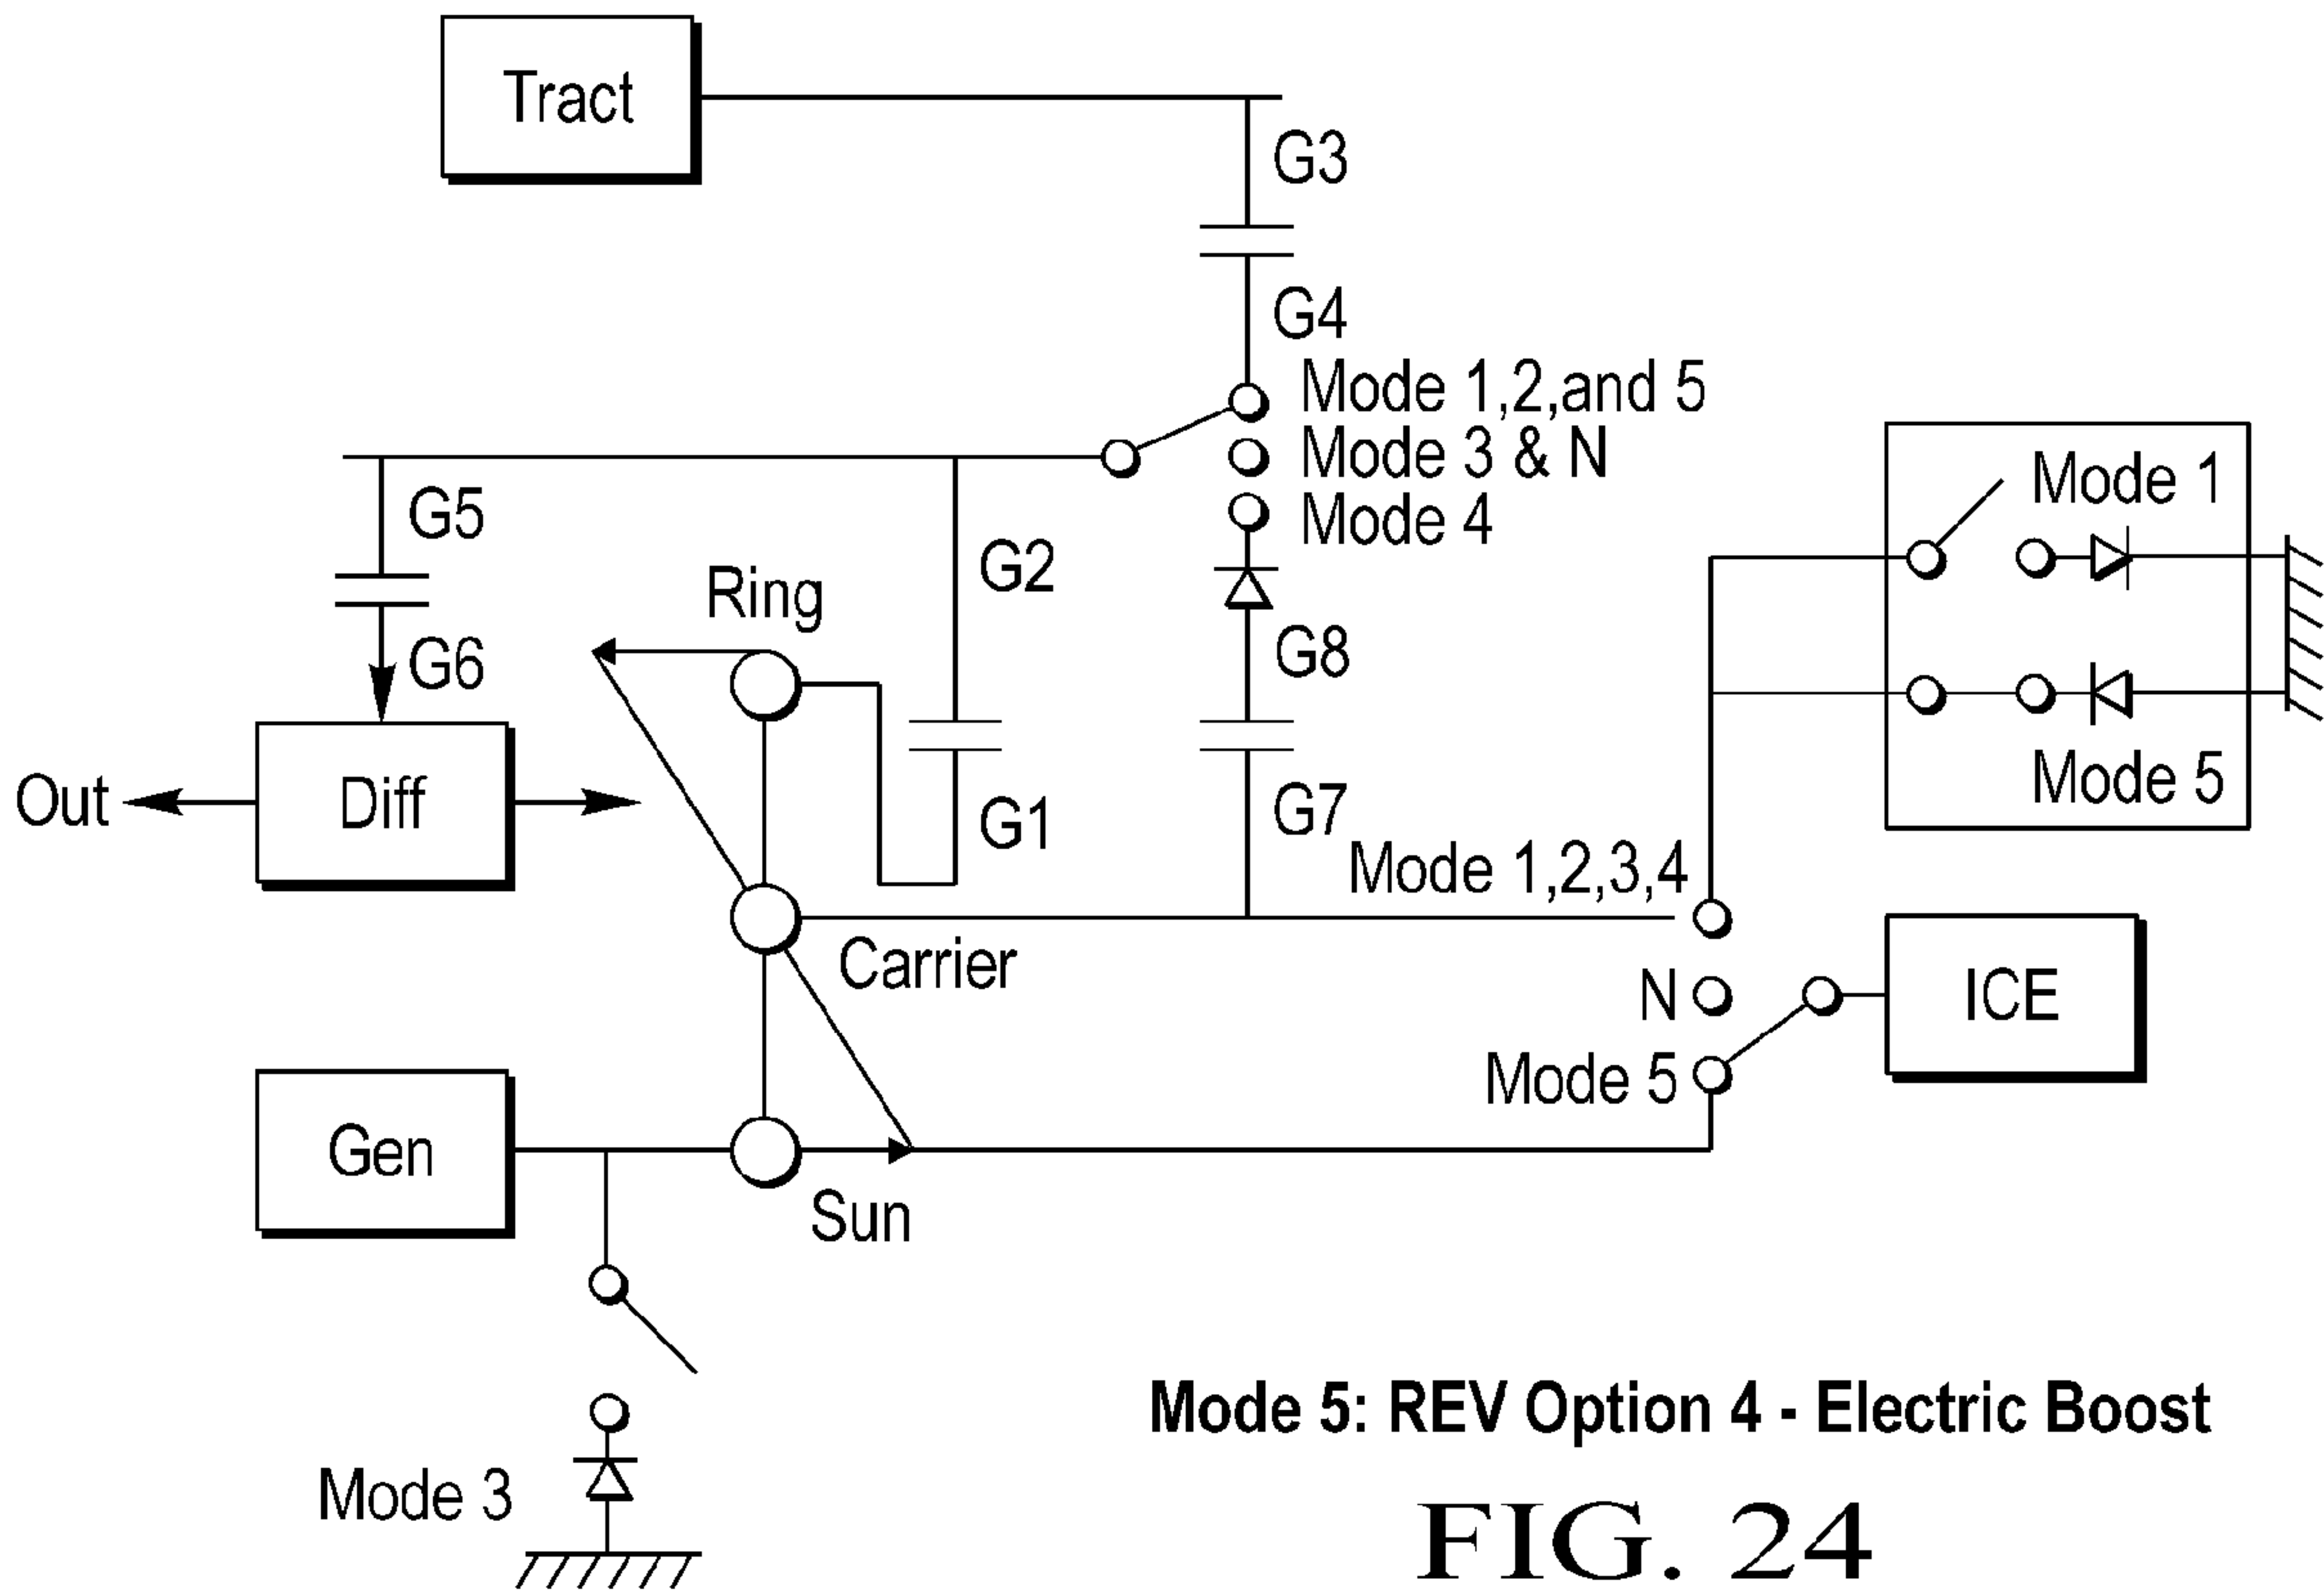 Tract
G3
G4
Mode 1,2,and 5
Mode 3 & N
Mode 4
G5
G6
G2
Ring
G8
Mode 1
Mode 5
Out
Diff
G1
G7
Mode 1,2,3,4
Carrier
N
ICE
Mode 5
Gen
Sun
Mode 3
Mode 5: REV Option 4 - Electric Boost
FIG. 24